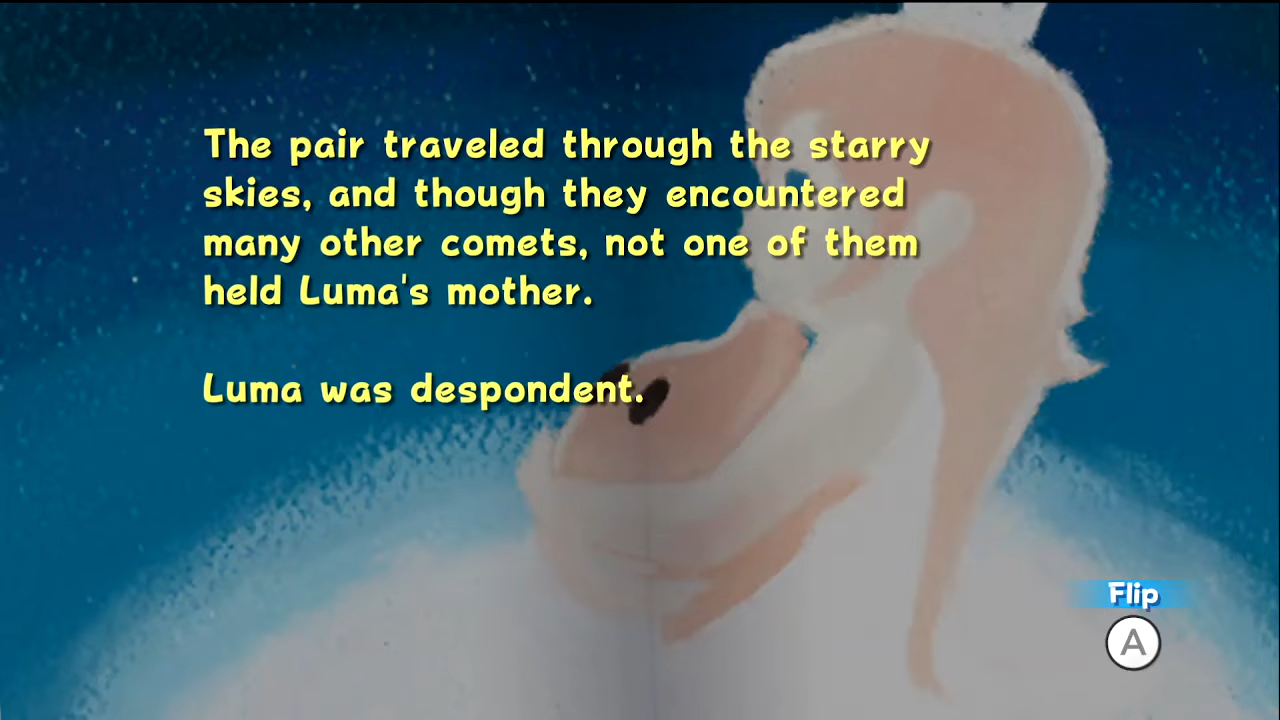 The pair traveled through the starry
skies, and though they encountered
many other comets, not one of them
held Luma's mother.
Luma was despondent.
Flip
A